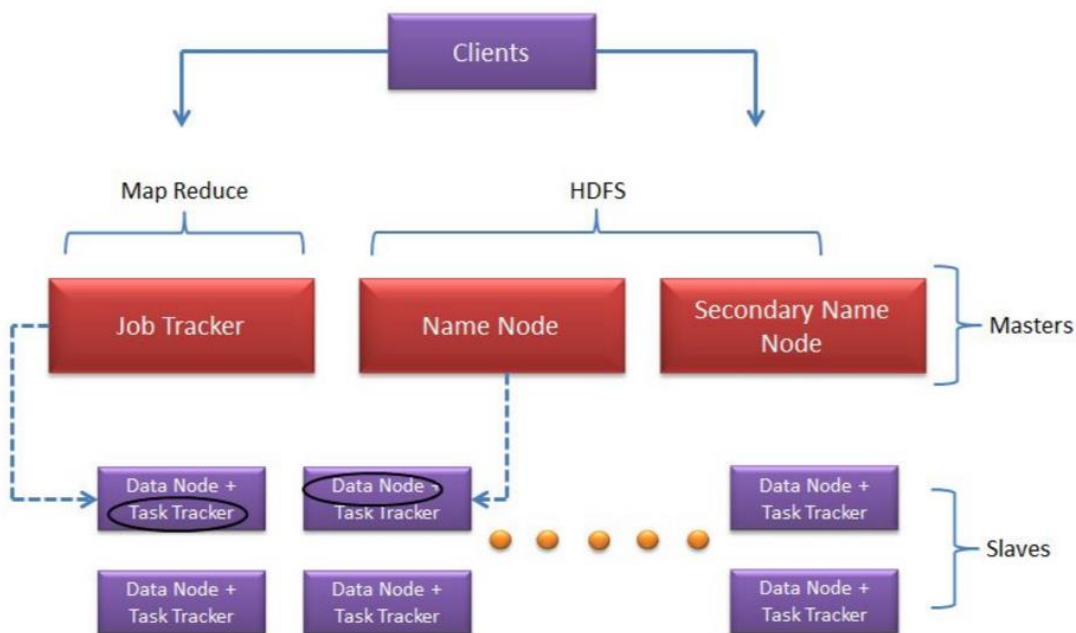 Clients
Map Reduce
HDFS
Job Tracker
Name Node
Secondary Name
Node
Masters
Data Node +
Task Tracker
Data Node +
Task Tracker
Data Node +
Task Tracker
Slaves
Data Node +
Task Tracker
Data Node +
Task Tracker
Data Node +
Task Tracker